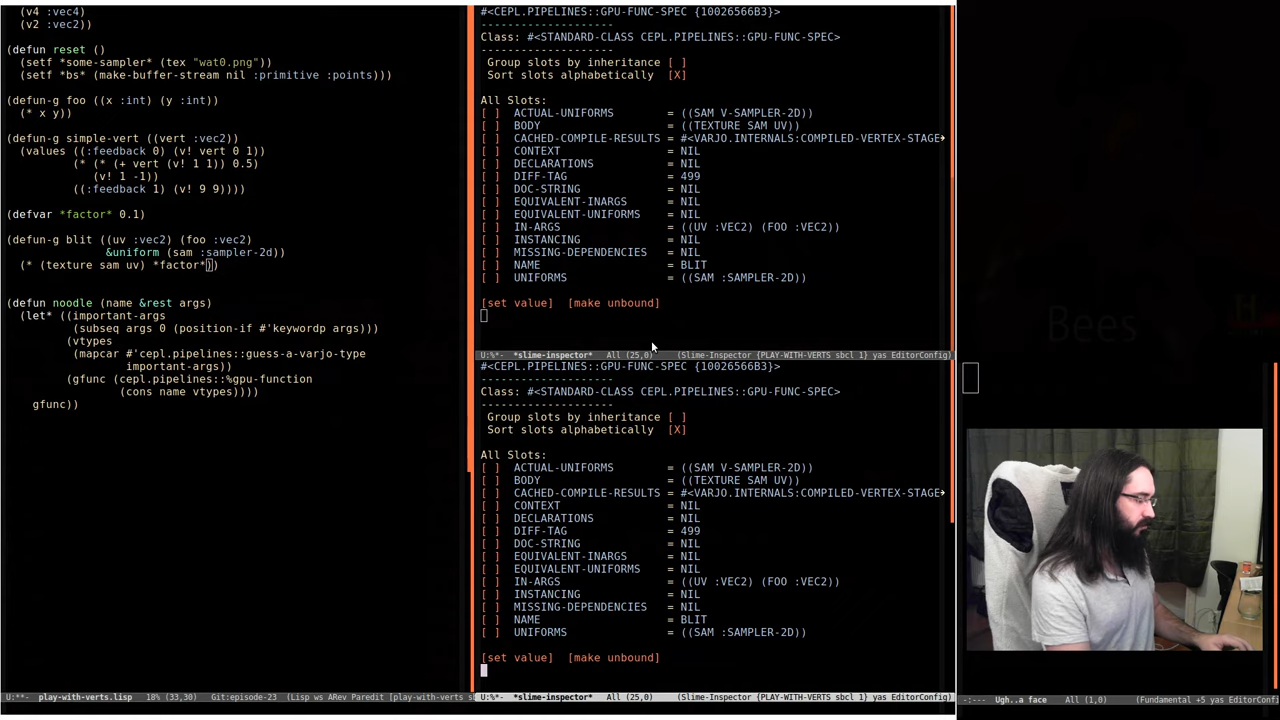 (v4 :vec4)
(v2 :vec2))
(defun reset ()
(setf *some-sampler* (tex "wat0.png"))
(setf *bs* (make-buffer-stream nil :primitive :points)))
(defun-g foo ((x :int) (y :int))
(* x y))
(defun-g simple-vert ((vert :vec2))
(values ((:feedback 0) (v! vert 0 1))
(* (* (+ vert (v! 1 1)) 0.5)
(v! 1 -1))
((:feedback 1) (v! 9 9))))
(defvar *factor* 0.1)
(defun-g blit ((uv :vec2) (foo :vec2)
&uniform (sam :sampler-2d))
(* (texture sam uv) *factor*))
(defun noodle (name &rest args)
(let* ((important-args
(subseq args 0 (position-if #'keywordp args)))
(vtypes
(mapcar #'cepl.pipelines::guess-a-varjo-type
important-args))
(gfunc (cepl.pipelines::%gpu-function
(cons name vtypes))))
gfunc))
U:**- play-with-verts.lisp 18% (33,30) Git:episode-23 (Lisp ws ARev Paredit [play-with-verts s
#<CEPL.PIPELINES::GPU-FUNC-SPEC {10026566B3}>
--------------------
Class: #<STANDARD-CLASS CEPL.PIPELINES::GPU-FUNC-SPEC>
--------------------
Group slots by inheritance [ ]
Sort slots alphabetically [X]
All Slots:
[ ] ACTUAL-UNIFORMS = ((SAM V-SAMPLER-2D))
[ ] BODY = ((TEXTURE SAM UV))
[ ] CACHED-COMPILE-RESULTS = #<VARJO.INTERNALS:COMPILED-VERTEX-STAGE
[ ] CONTEXT = NIL
[ ] DECLARATIONS = NIL
[ ] DIFF-TAG = 499
[ ] DOC-STRING = NIL
[ ] EQUIVALENT-INARGS = NIL
[ ] EQUIVALENT-UNIFORMS = NIL
[ ] IN-ARGS = ((UV :VEC2) (FOO :VEC2))
[ ] INSTANCING = NIL
[ ] MISSING-DEPENDENCIES = NIL
[ ] NAME = BLIT
[ ] UNIFORMS = ((SAM :SAMPLER-2D))
[set value] [make unbound]
U:%*- *slime-inspector* All (25,0) (Slime-Inspector {PLAY-WITH-VERTS sbcl 1} yas EditorConfig)
#<CEPL.PIPELINES::GPU-FUNC-SPEC {10026566B3}>
--------------------
Class: #<STANDARD-CLASS CEPL.PIPELINES::GPU-FUNC-SPEC>
--------------------
Group slots by inheritance [ ]
Sort slots alphabetically [X]
All Slots:
[ ] ACTUAL-UNIFORMS = ((SAM V-SAMPLER-2D))
[ ] BODY = ((TEXTURE SAM UV))
[ ] CACHED-COMPILE-RESULTS = #<VARJO.INTERNALS:COMPILED-VERTEX-STAGE
[ ] CONTEXT = NIL
[ ] DECLARATIONS = NIL
[ ] DIFF-TAG = 499
[ ] DOC-STRING = NIL
[ ] EQUIVALENT-INARGS = NIL
[ ] EQUIVALENT-UNIFORMS = NIL
[ ] IN-ARGS = ((UV :VEC2) (FOO :VEC2))
[ ] INSTANCING = NIL
[ ] MISSING-DEPENDENCIES = NIL
[ ] NAME = BLIT
[ ] UNIFORMS = ((SAM :SAMPLER-2D))
[set value] [make unbound]
U:%*- *slime-inspector* All (25,0) (Slime-Inspector {PLAY-WITH-VERTS sbcl 1} yas EditorConfig)
Bees
H
-:--- Ugh..a face All (1,0) (Fundamental +5 yas EditorConfi